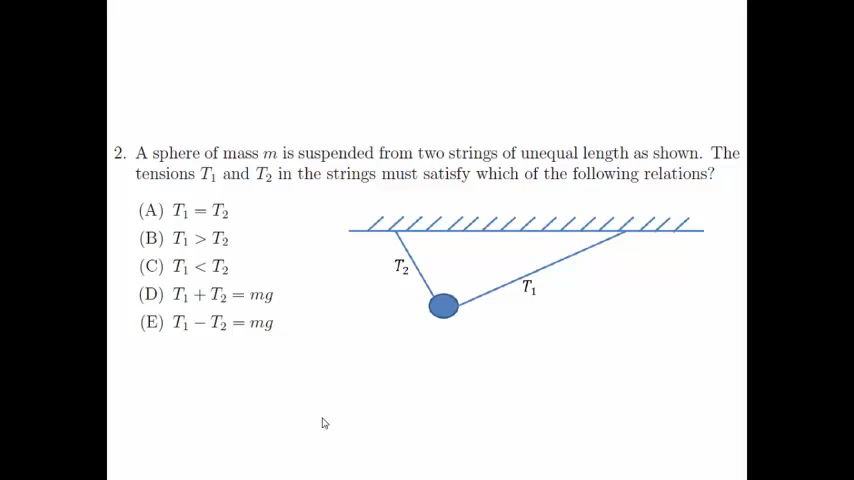 2. A sphere of mass m is suspended from two strings of unequal length as shown. The
tensions T₁ and T₂ in the strings must satisfy which of the following relations?
(A) T₁ = T₂
(B) T₁ > T₂
(C) T₁ < T₂
(D) T₁ + T₂ = mg
(E) T₁ − T₂ = mg
T₂
T₁